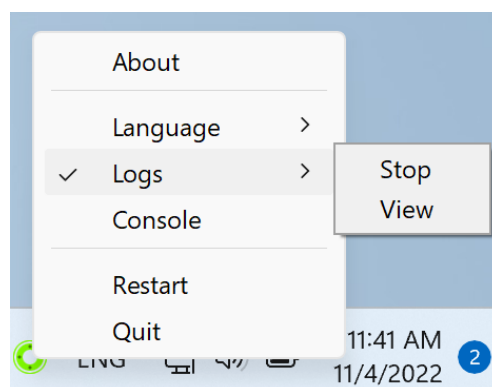 About
Language
Logs
Stop
View
Console
Restart
Quit
ENG
11:41 AM
11/4/2022
2